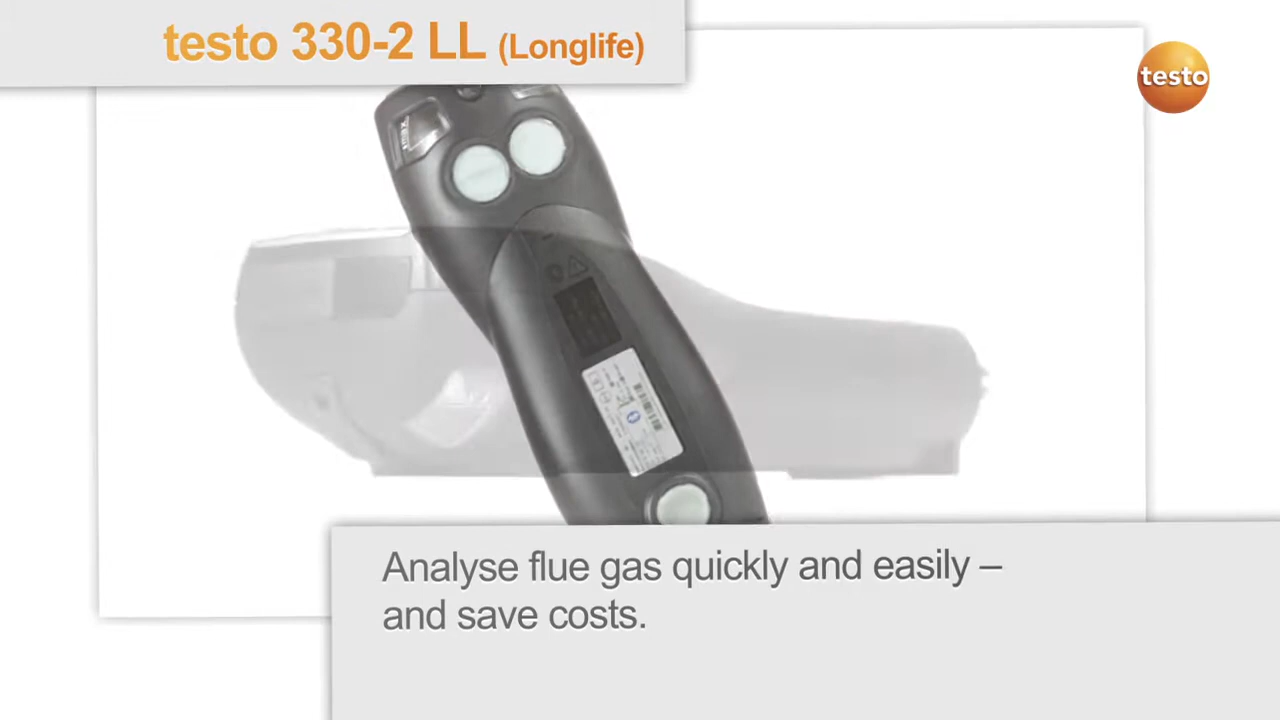 testo 330-2 LL (Longlife)
testo
Analyse flue gas quickly and easily –
and save costs.